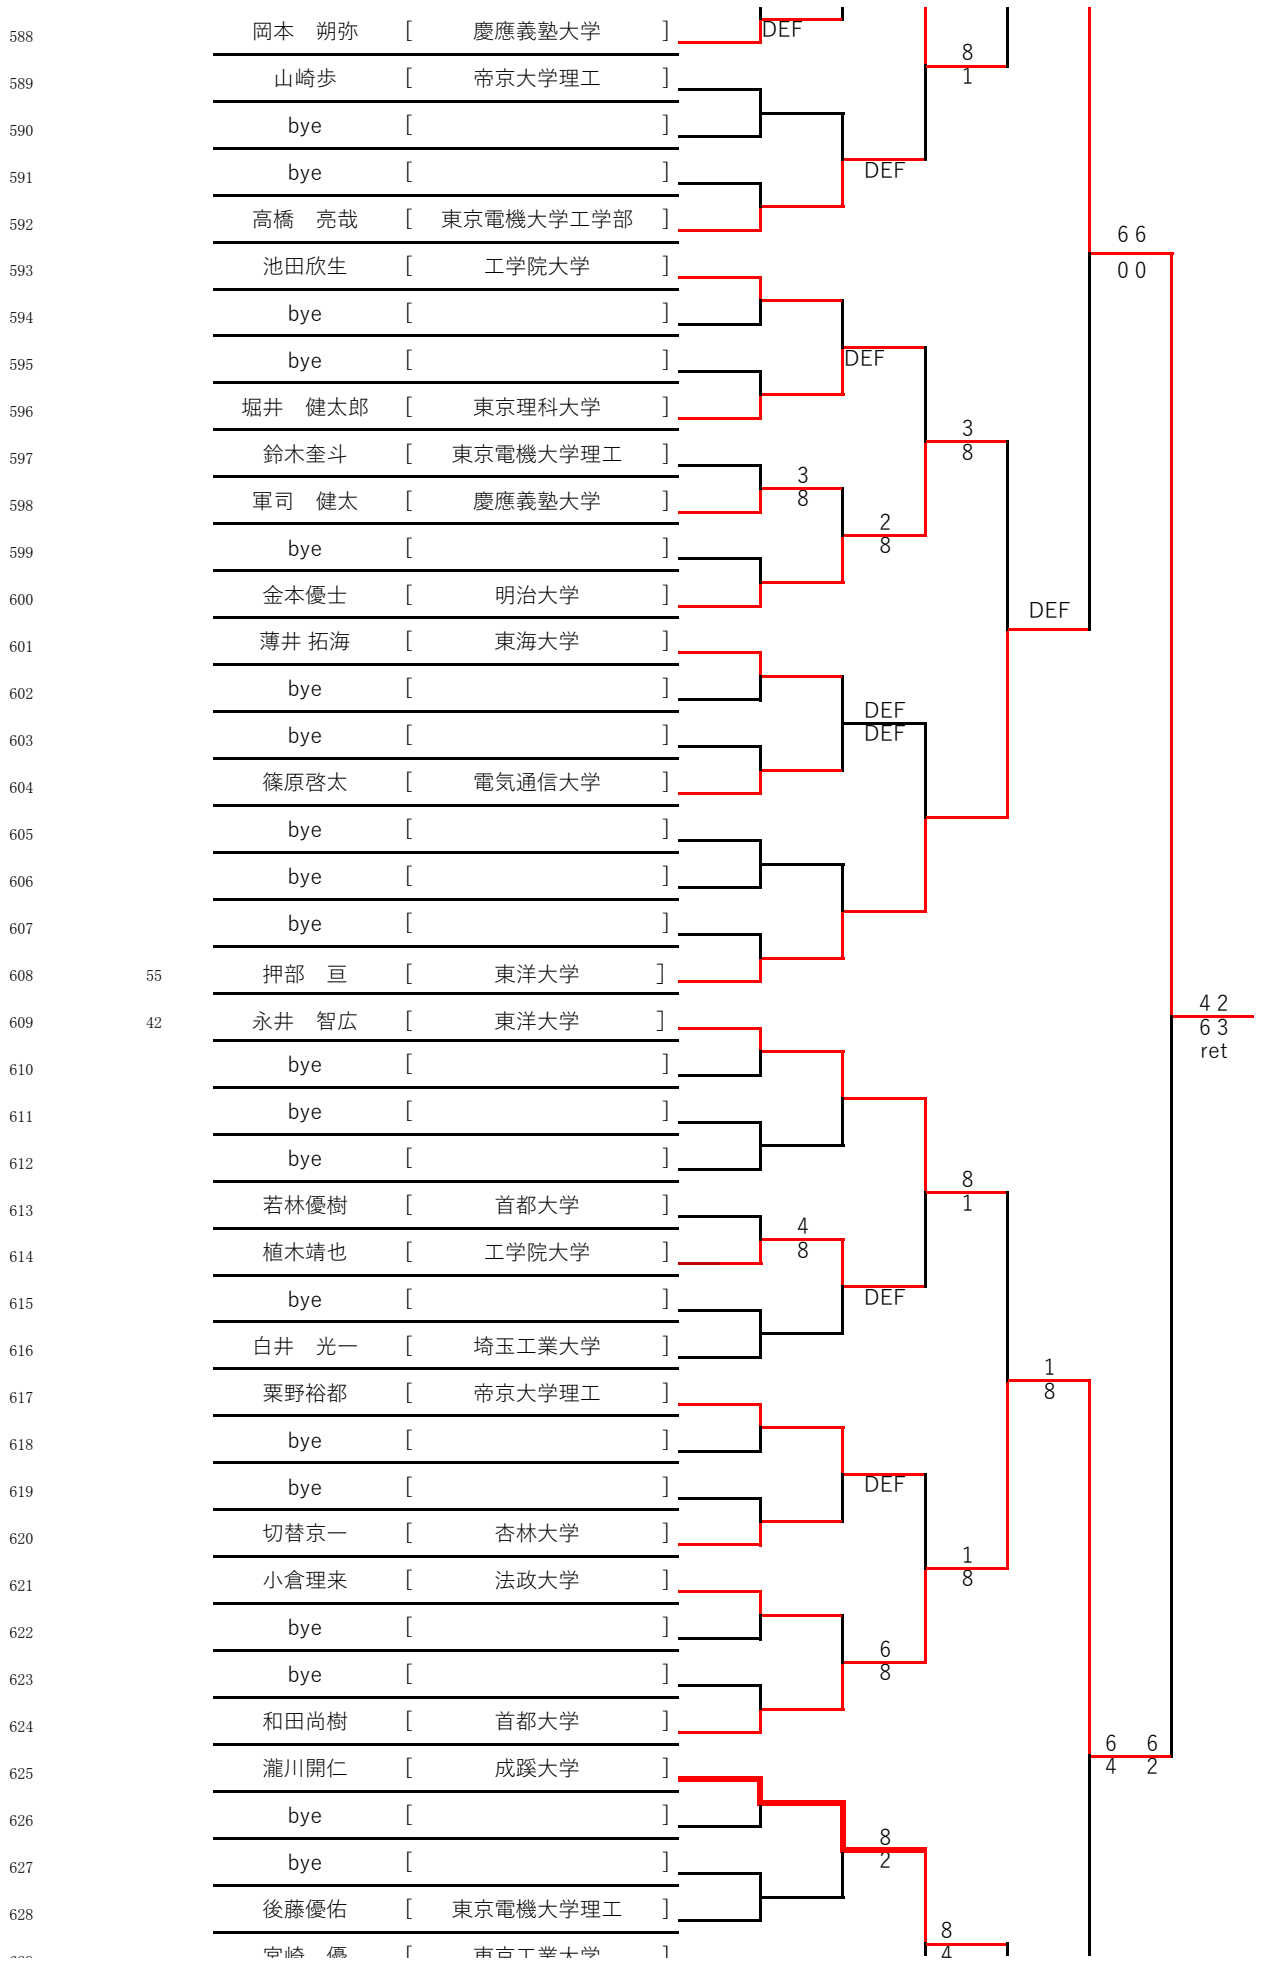 588 岡本　朔弥 [ 慶應義塾大学 ] DEF
8
589 山崎歩 [ 帝京大学理工 ] 1
590 bye [ ]
591 bye [ ] DEF
592 高橋　亮哉 [ 東京電機大学工学部 ]
6 6
593 池田欣生 [ 工学院大学 ] 0 0
594 bye [ ]
595 bye [ ] DEF
596 堀井　健太郎 [ 東京理科大学 ]
3
597 鈴木奎斗 [ 東京電機大学理工 ] 8
3
598 軍司　健太 [ 慶應義塾大学 ] 8
2
599 bye [ ] 8
600 金本優士 [ 明治大学 ] DEF
601 薄井 拓海 [ 東海大学 ]
602 bye [ ] DEF
603 bye [ ] DEF
604 篠原啓太 [ 電気通信大学 ]
605 bye [ ]
606 bye [ ]
607 bye [ ]
608 55 押部　亘 [ 東洋大学 ]
4 2
609 42 永井　智広 [ 東洋大学 ] 6 3
ret
610 bye [ ]
611 bye [ ]
612 bye [ ]
8
613 若林優樹 [ 首都大学 ] 1
4
614 植木靖也 [ 工学院大学 ] 8
615 bye [ ] DEF
616 白井　光一 [ 埼玉工業大学 ]
1
617 粟野裕都 [ 帝京大学理工 ] 8
618 bye [ ]
619 bye [ ] DEF
620 切替京一 [ 杏林大学 ]
1
621 小倉理来 [ 法政大学 ] 8
622 bye [ ]
6
623 bye [ ] 8
624 和田尚樹 [ 首都大学 ]
6 6
625 瀧川開仁 [ 成蹊大学 ] 4 2
626 bye [ ]
8
627 bye [ ] 2
628 後藤優佑 [ 東京電機大学理工 ]
8
宮崎　優 [ 東京工業大学 ] 4